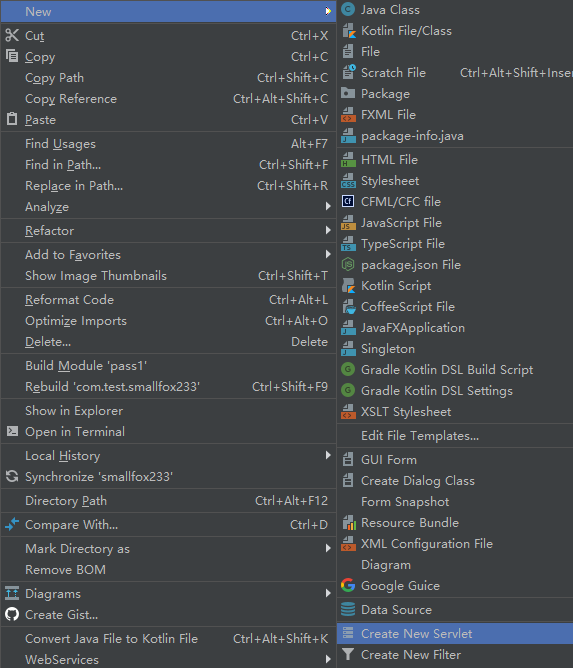 New
Cut Ctrl+X
Copy Ctrl+C
Copy Path Ctrl+Shift+C
Copy Reference Ctrl+Alt+Shift+C
Paste Ctrl+V
Find Usages Alt+F7
Find in Path... Ctrl+Shift+F
Replace in Path... Ctrl+Shift+R
Analyze
Refactor
Add to Favorites
Show Image Thumbnails Ctrl+Shift+T
Reformat Code Ctrl+Alt+L
Optimize Imports Ctrl+Alt+O
Delete... Delete
Build Module 'pass1'
Rebuild 'com.test.smallfox233' Ctrl+Shift+F9
Show in Explorer
Open in Terminal
Local History
Synchronize 'smallfox233'
Directory Path Ctrl+Alt+F12
Compare With... Ctrl+D
Mark Directory as
Remove BOM
Diagrams
Create Gist...
Convert Java File to Kotlin File Ctrl+Alt+Shift+K
WebServices
Java Class
Kotlin File/Class
File
Scratch File Ctrl+Alt+Shift+Inser
Package
FXML File
package-info.java
HTML File
Stylesheet
CFML/CFC file
JavaScript File
TypeScript File
package.json File
Kotlin Script
CoffeeScript File
JavaFXApplication
Singleton
Gradle Kotlin DSL Build Script
Gradle Kotlin DSL Settings
XSLT Stylesheet
Edit File Templates...
GUI Form
Create Dialog Class
Form Snapshot
Resource Bundle
XML Configuration File
Diagram
Google Guice
Data Source
Create New Servlet
Create New Filter